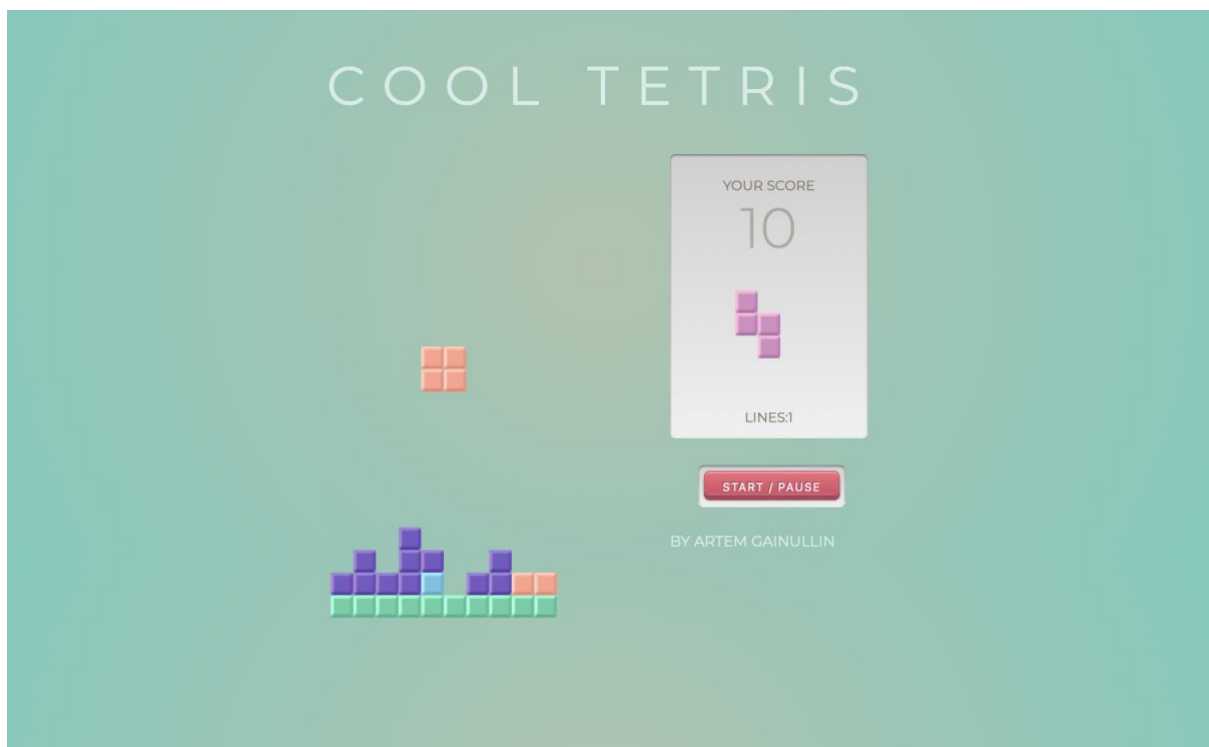 COOL TETRIS
YOUR SCORE
10
LINES:1
START / PAUSE
BY ARTEM GAINULLIN